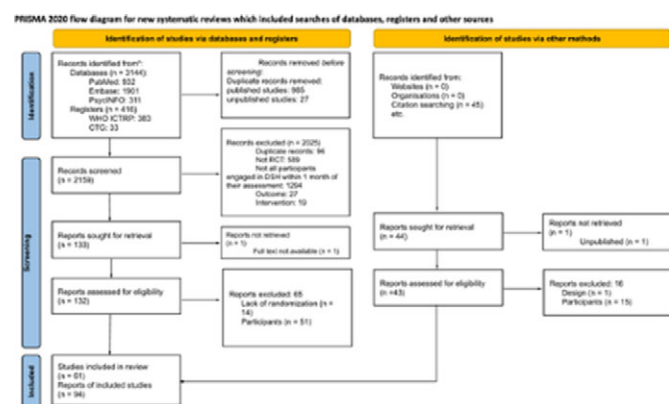 PRISMA 2020 flow diagram for new systematic reviews which included searches of databases, registers and other sources
Identification of studies via databases and registers
Identification of studies via other methods
Identification
Records identified from*:
Databases (n = 3144):
PubMed: 932
Embase: 1901
PsycINFO: 311
Registers (n = 416)
WHO ICTRP: 383
CTG: 33
Records removed before
screening:
Duplicate records removed:
published studies: 985
unpublished studies: 27
Records identified from:
Websites (n = 0)
Organisations (n = 0)
Citation searching (n = 45)
etc.
Screening
Records screened
(n = 2159)
Records excluded (n = 2025)
Duplicate records: 96
Not RCT: 589
Not all participants
engaged in DSH within 1 month of
their assessment: 1294
Outcome: 27
Intervention: 19
Reports sought for retrieval
(n = 133)
Reports not retrieved
(n = 1)
Full text not available (n = 1)
Reports sought for retrieval
(n = 44)
Reports not retrieved
(n = 1)
Unpublished (n = 1)
Reports assessed for eligibility
(n = 132)
Reports excluded: 65
Lack of randomization (n =
14)
Participants (n = 51)
Reports assessed for eligibility
(n =43)
Reports excluded: 16
Design (n = 1)
Participants (n = 15)
Included
Studies included in review
(n = 61)
Reports of included studies
(n = 94)